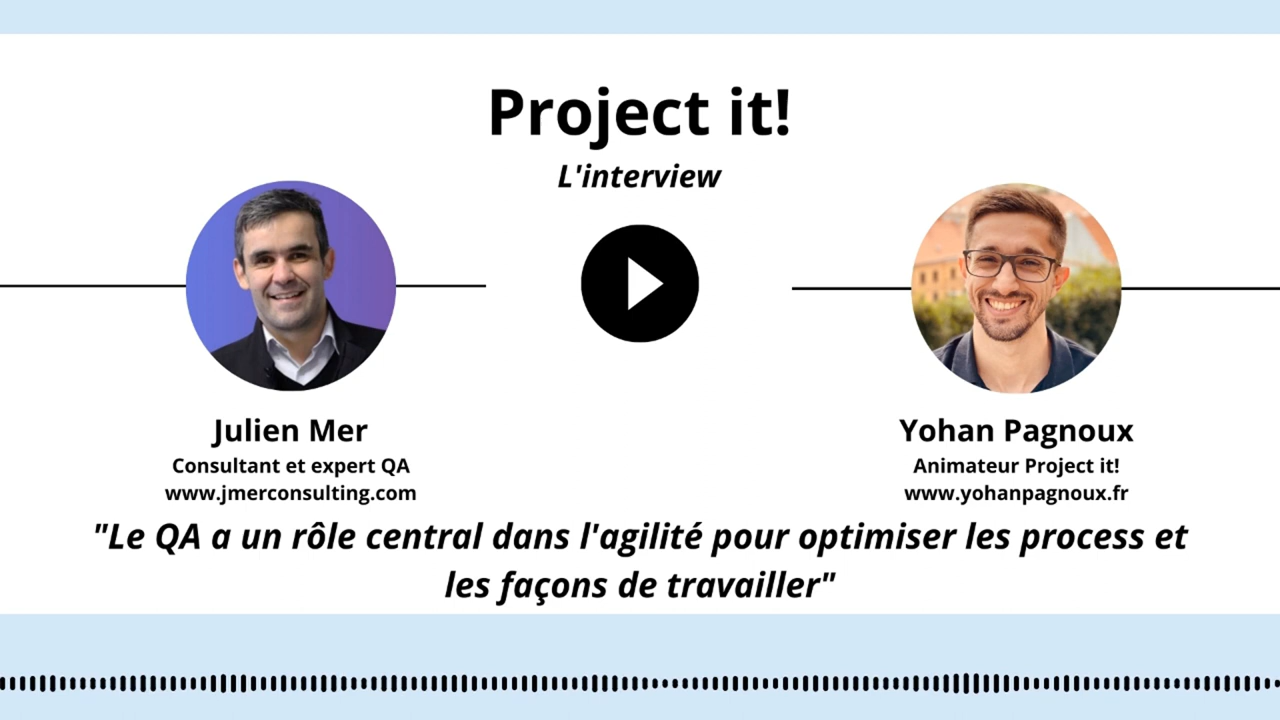 Project it!
L'interview
Julien Mer
Consultant et expert QA
www.jmerconsulting.com
Yohan Pagnoux
Animateur Project it!
www.yohanpagnoux.fr
"Le QA a un rôle central dans l'agilité pour optimiser les process et
les façons de travailler"